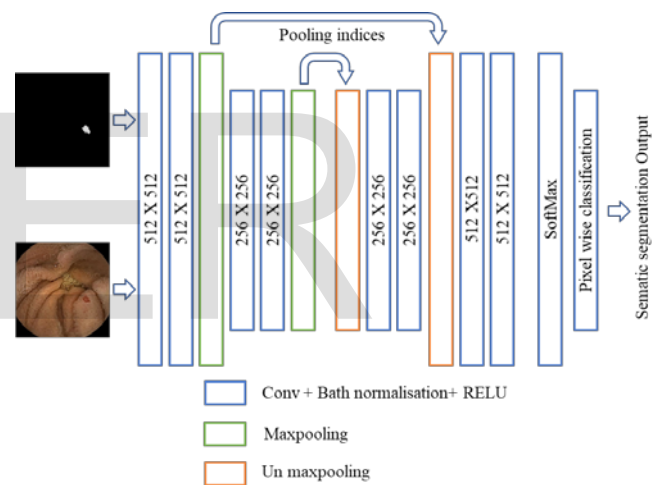 Pooling indices
512 X 512
512 X 512
256 X 256
256 X 256
256 X 256
256 X 256
512 X512
512 X 512
SoftMax
Pixel wise classification
Sematic segmentation Output
ER
Conv + Bath normalisation+ RELU
Maxpooling
Un maxpooling